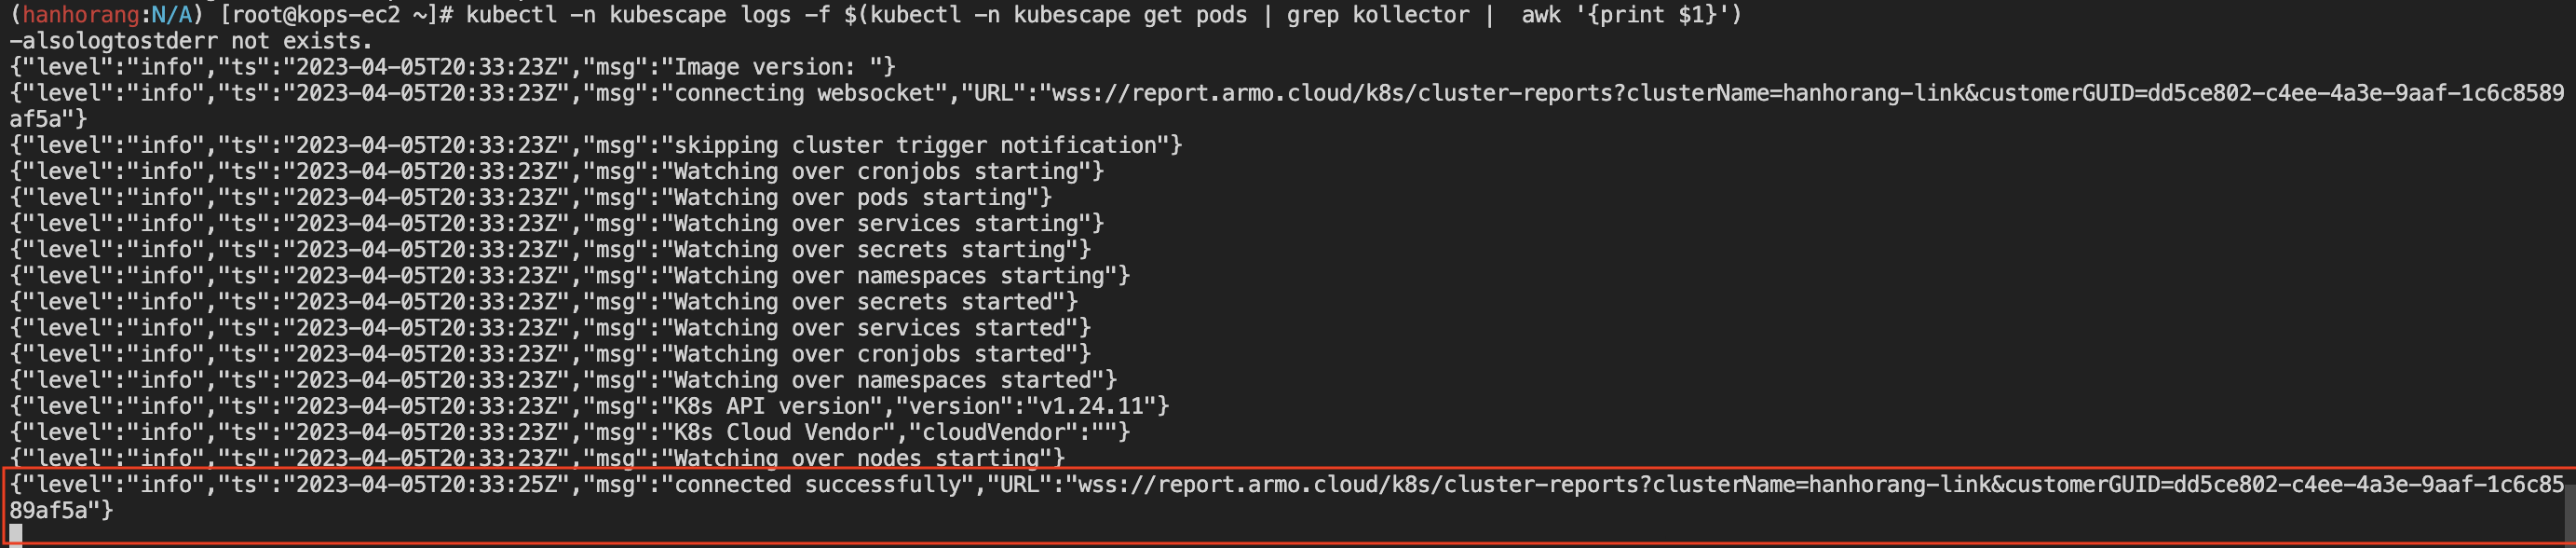 (hanhorang:N/A) [root@kops-ec2 ~]# kubectl -n kubescape logs -f $(kubectl -n kubescape get pods | grep kollector |  awk '{print $1}')
-alsologtostderr not exists.
{"level":"info","ts":"2023-04-05T20:33:23Z","msg":"Image version: "}
{"level":"info","ts":"2023-04-05T20:33:23Z","msg":"connecting websocket","URL":"wss://report.armo.cloud/k8s/cluster-reports?clusterName=hanhorang-link&customerGUID=dd5ce802-c4ee-4a3e-9aaf-1c6c8589
af5a"}
{"level":"info","ts":"2023-04-05T20:33:23Z","msg":"skipping cluster trigger notification"}
{"level":"info","ts":"2023-04-05T20:33:23Z","msg":"Watching over cronjobs starting"}
{"level":"info","ts":"2023-04-05T20:33:23Z","msg":"Watching over pods starting"}
{"level":"info","ts":"2023-04-05T20:33:23Z","msg":"Watching over services starting"}
{"level":"info","ts":"2023-04-05T20:33:23Z","msg":"Watching over secrets starting"}
{"level":"info","ts":"2023-04-05T20:33:23Z","msg":"Watching over namespaces starting"}
{"level":"info","ts":"2023-04-05T20:33:23Z","msg":"Watching over secrets started"}
{"level":"info","ts":"2023-04-05T20:33:23Z","msg":"Watching over services started"}
{"level":"info","ts":"2023-04-05T20:33:23Z","msg":"Watching over cronjobs started"}
{"level":"info","ts":"2023-04-05T20:33:23Z","msg":"Watching over namespaces started"}
{"level":"info","ts":"2023-04-05T20:33:23Z","msg":"K8s API version","version":"v1.24.11"}
{"level":"info","ts":"2023-04-05T20:33:23Z","msg":"K8s Cloud Vendor","cloudVendor":""}
{"level":"info","ts":"2023-04-05T20:33:23Z","msg":"Watching over nodes starting"}
{"level":"info","ts":"2023-04-05T20:33:25Z","msg":"connected successfully","URL":"wss://report.armo.cloud/k8s/cluster-reports?clusterName=hanhorang-link&customerGUID=dd5ce802-c4ee-4a3e-9aaf-1c6c85
89af5a"}